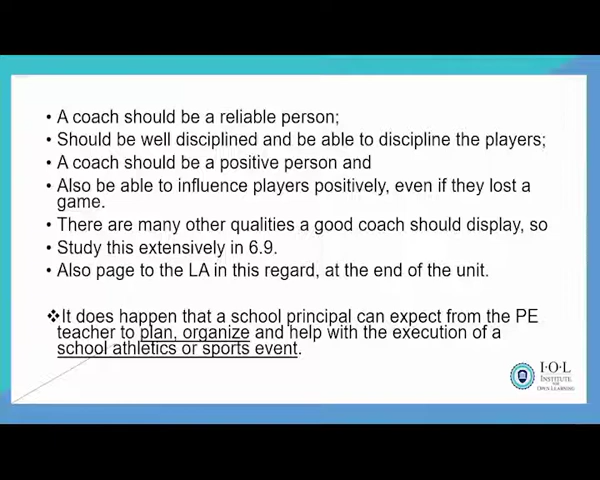 • A coach should be a reliable person;
• Should be well disciplined and be able to discipline the players;
• A coach should be a positive person and
• Also be able to influence players positively, even if they lost a
game.
• There are many other qualities a good coach should display, so
• Study this extensively in 6.9.
• Also page to the LA in this regard, at the end of the unit.
❖It does happen that a school principal can expect from the PE
teacher to plan, organize and help with the execution of a
school athletics or sports event.
I·O·L
INSTITUTE
FOR
OPEN LEARNING